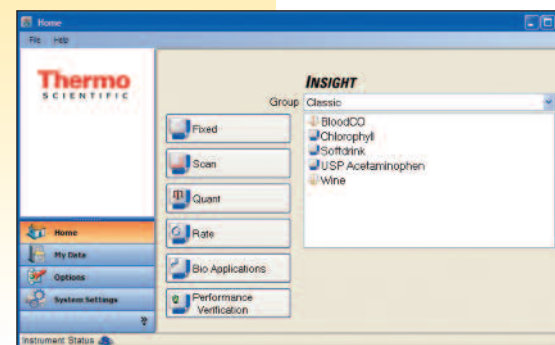 Home
File Help
Thermo
SCIENTIFIC
INSIGHT
Group Classic
BloodCO
Chlorophyll
Softdrink
USP Acetaminophen
Wine
Fixed
Scan
Quant
Rate
Bio Applications
Performance
Verification
Home
My Data
Options
System Settings
Instrument Status